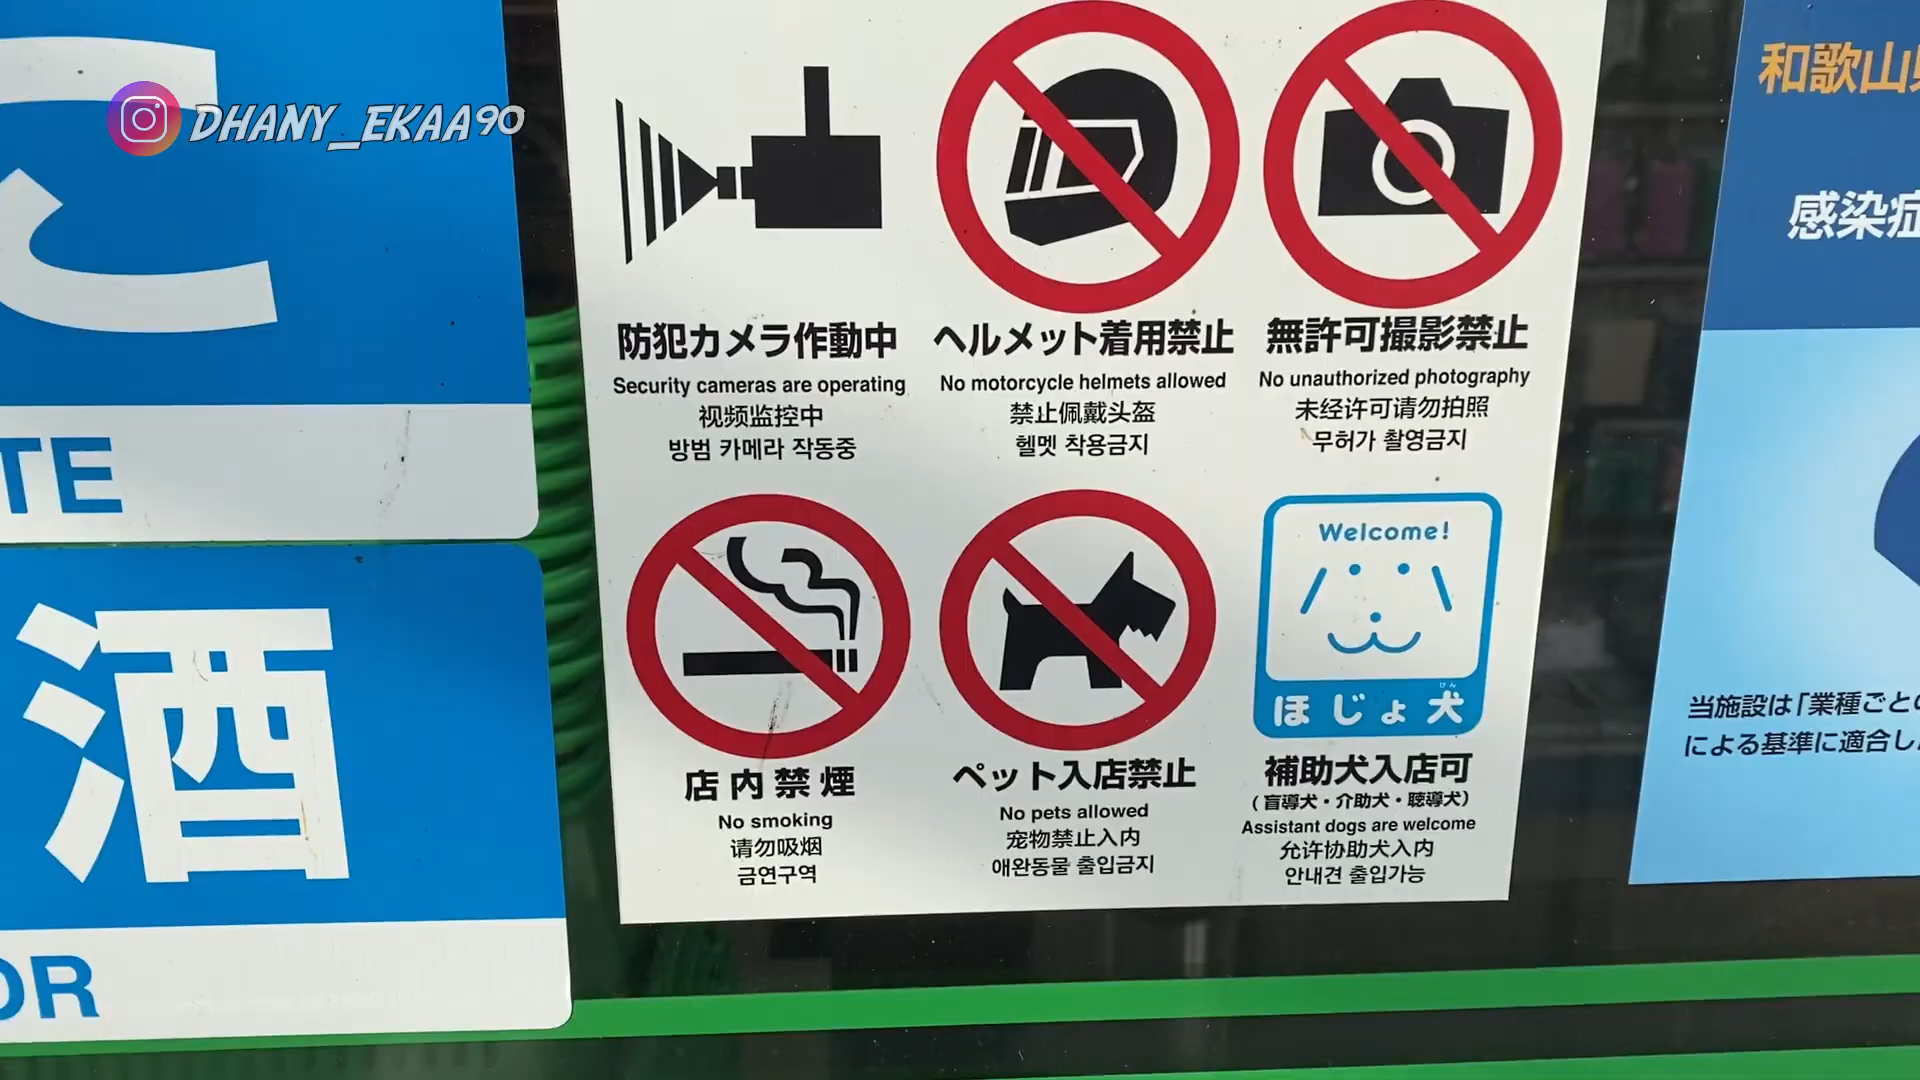 DHANY_EKAA90
こ
TE
酒
OR
防犯カメラ作動中
Security cameras are operating
视频监控中
방범 카메라 작동중
ヘルメット着用禁止
No motorcycle helmets allowed
禁止佩戴头盔
헬멧 착용금지
無許可撮影禁止
No unauthorized photography
未经许可请勿拍照
무허가 촬영금지
店内禁煙
No smoking
请勿吸烟
금연구역
ペット入店禁止
No pets allowed
宠物禁止入内
애완동물 출입금지
Welcome!
ほじょ犬
けん
補助犬入店可
（盲導犬・介助犬・聴導犬）
Assistant dogs are welcome
允许协助犬入内
안내견 출입가능
和歌山県
感染症
当施設は「業種ごとの
による基準に適合し